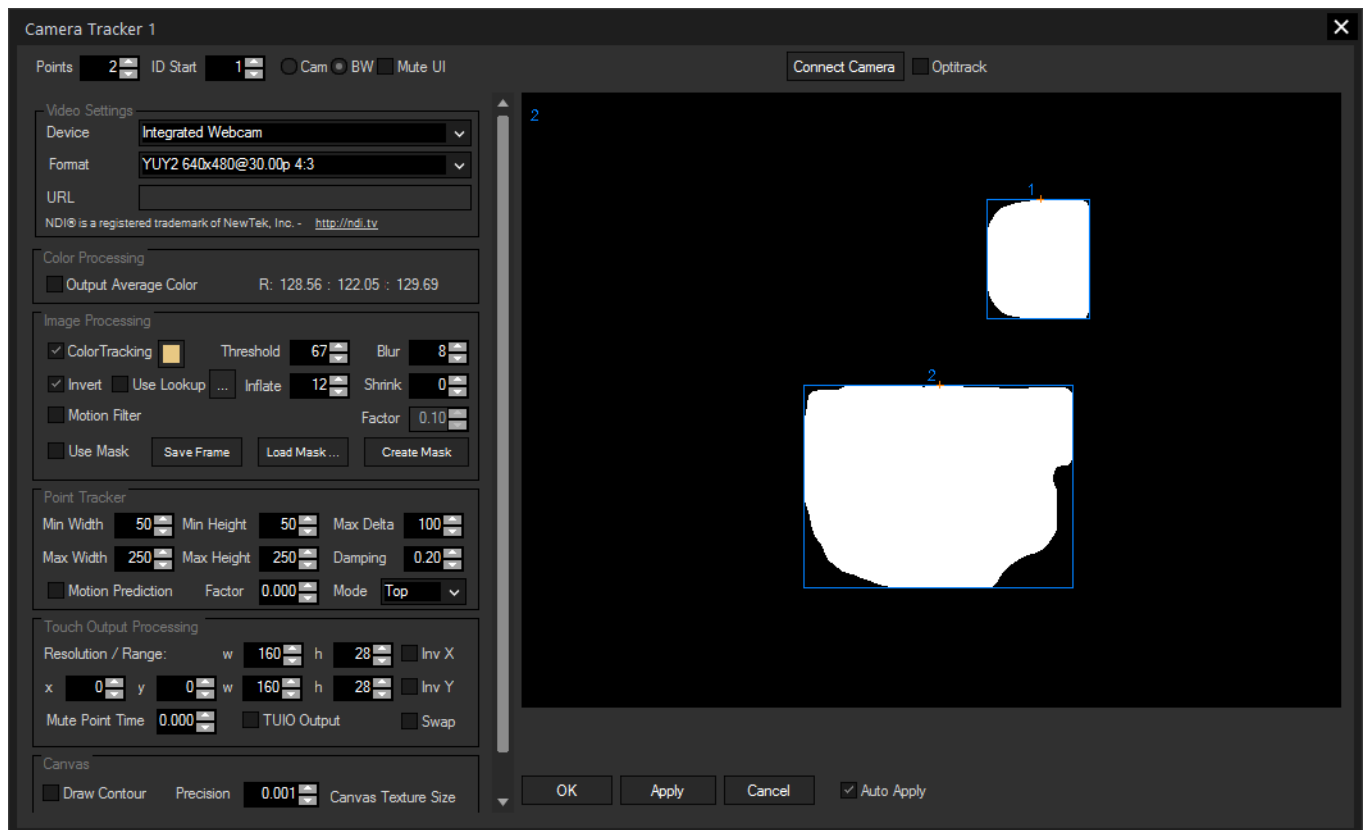 Camera Tracker 1
Points 2 ID Start 1 Cam BW Mute UI Connect Camera Optitrack
Video Settings
Device Integrated Webcam
Format YUY2 640x480@30.00p 4:3
URL
NDI® is a registered trademark of NewTek, Inc. - http://ndi.tv
Color Processing
Output Average Color R: 128.56 : 122.05 : 129.69
Image Processing
ColorTracking Threshold 67 Blur 8
Invert Use Lookup ... Inflate 12 Shrink 0
Motion Filter Factor 0.10
Use Mask Save Frame Load Mask ... Create Mask
Point Tracker
Min Width 50 Min Height 50 Max Delta 100
Max Width 250 Max Height 250 Damping 0.20
Motion Prediction Factor 0.000 Mode Top
Touch Output Processing
Resolution / Range: w 160 h 28 Inv X
x 0 y 0 w 160 h 28 Inv Y
Mute Point Time 0.000 TUIO Output Swap
Canvas
Draw Contour Precision 0.001 Canvas Texture Size
2
1
2
OK Apply Cancel Auto Apply